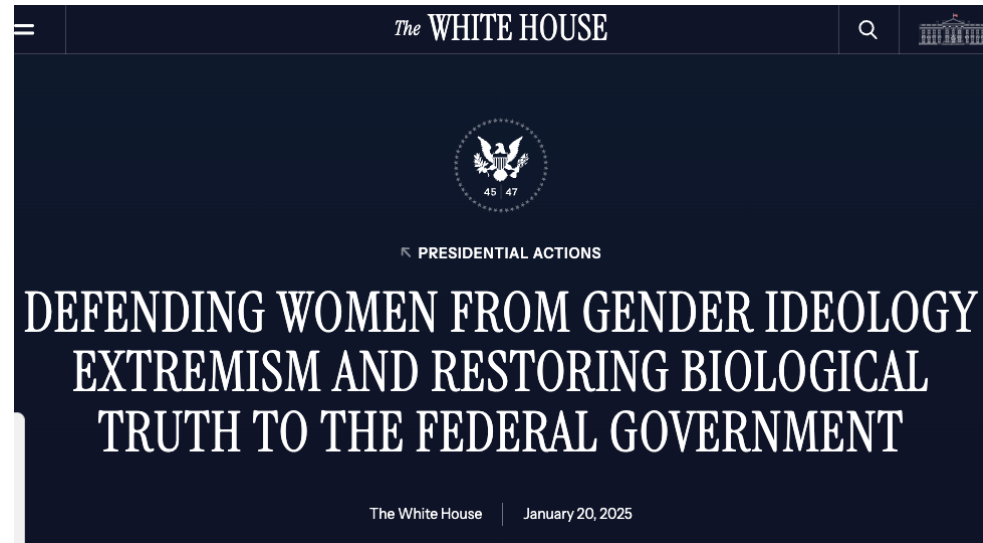 The WHITE HOUSE
45 47
PRESIDENTIAL ACTIONS
DEFENDING WOMEN FROM GENDER IDEOLOGY
EXTREMISM AND RESTORING BIOLOGICAL
TRUTH TO THE FEDERAL GOVERNMENT
The White House January 20, 2025